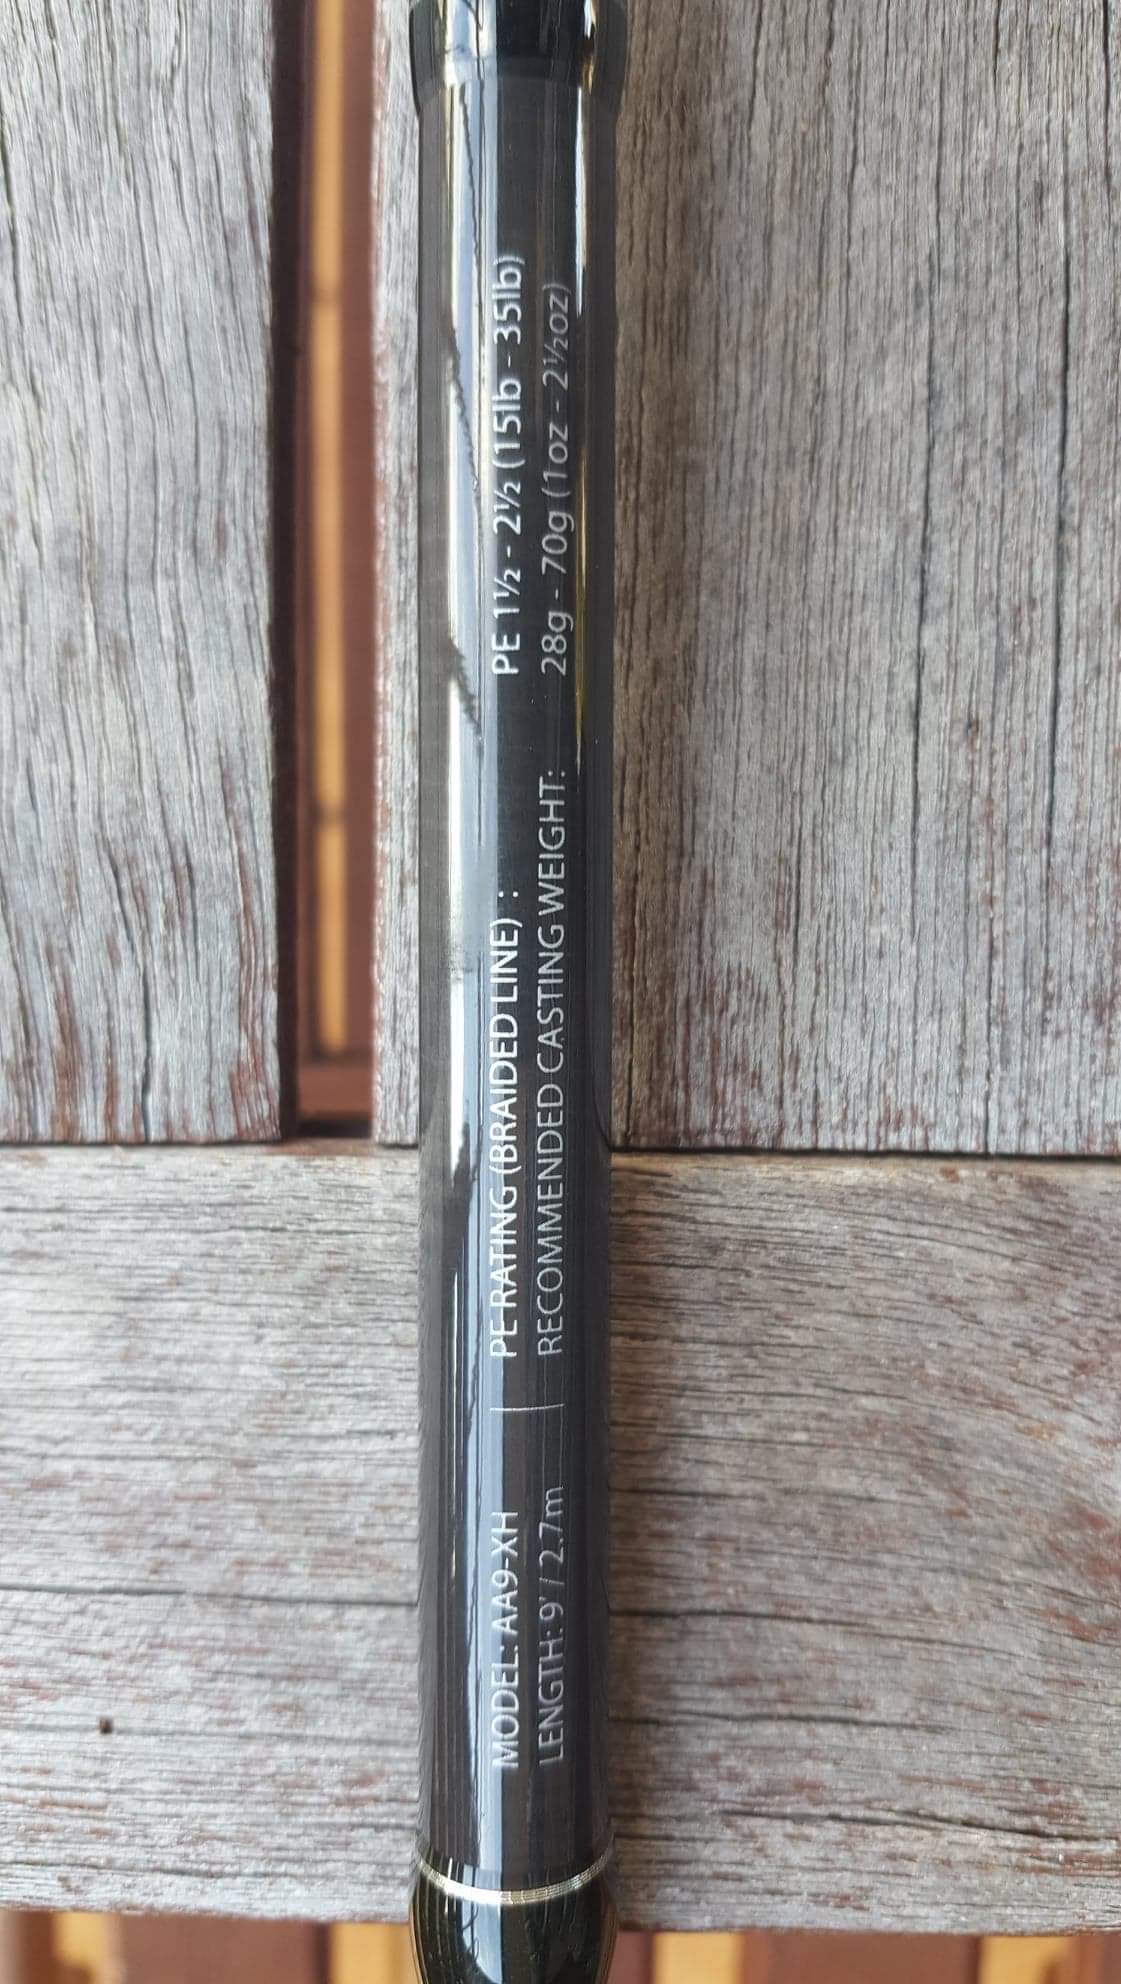 MODEL: AA9-XH
LENGTH: 9' / 2.7m
PE RATING (BRAIDED LINE) : PE 1½ - 2½ (15lb - 35lb)
RECOMMENDED CASTING WEIGHT: 28g - 70g (1oz - 2½oz)